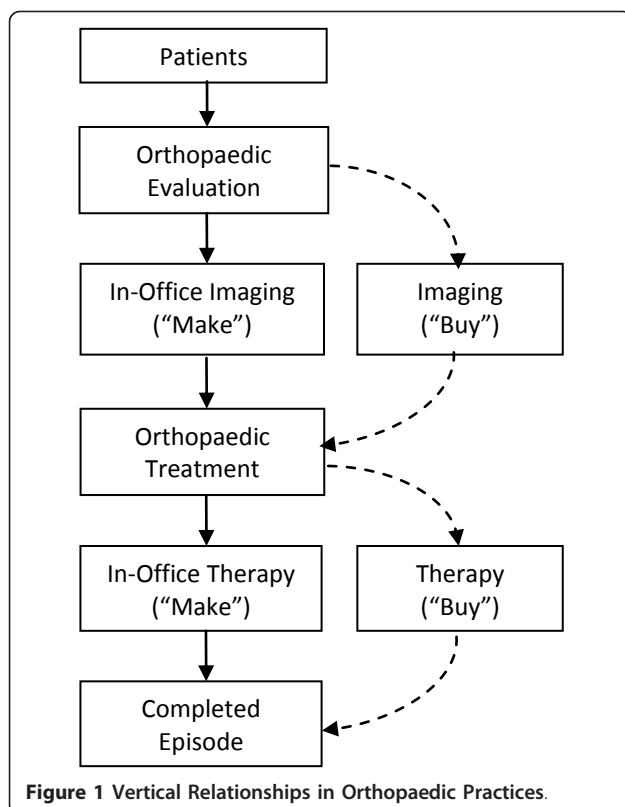 Patients
Orthopaedic
Evaluation
In-Office Imaging
(“Make”)
Imaging
(“Buy”)
Orthopaedic
Treatment
In-Office Therapy
(“Make”)
Therapy
(“Buy”)
Completed
Episode
Figure 1 Vertical Relationships in Orthopaedic Practices.